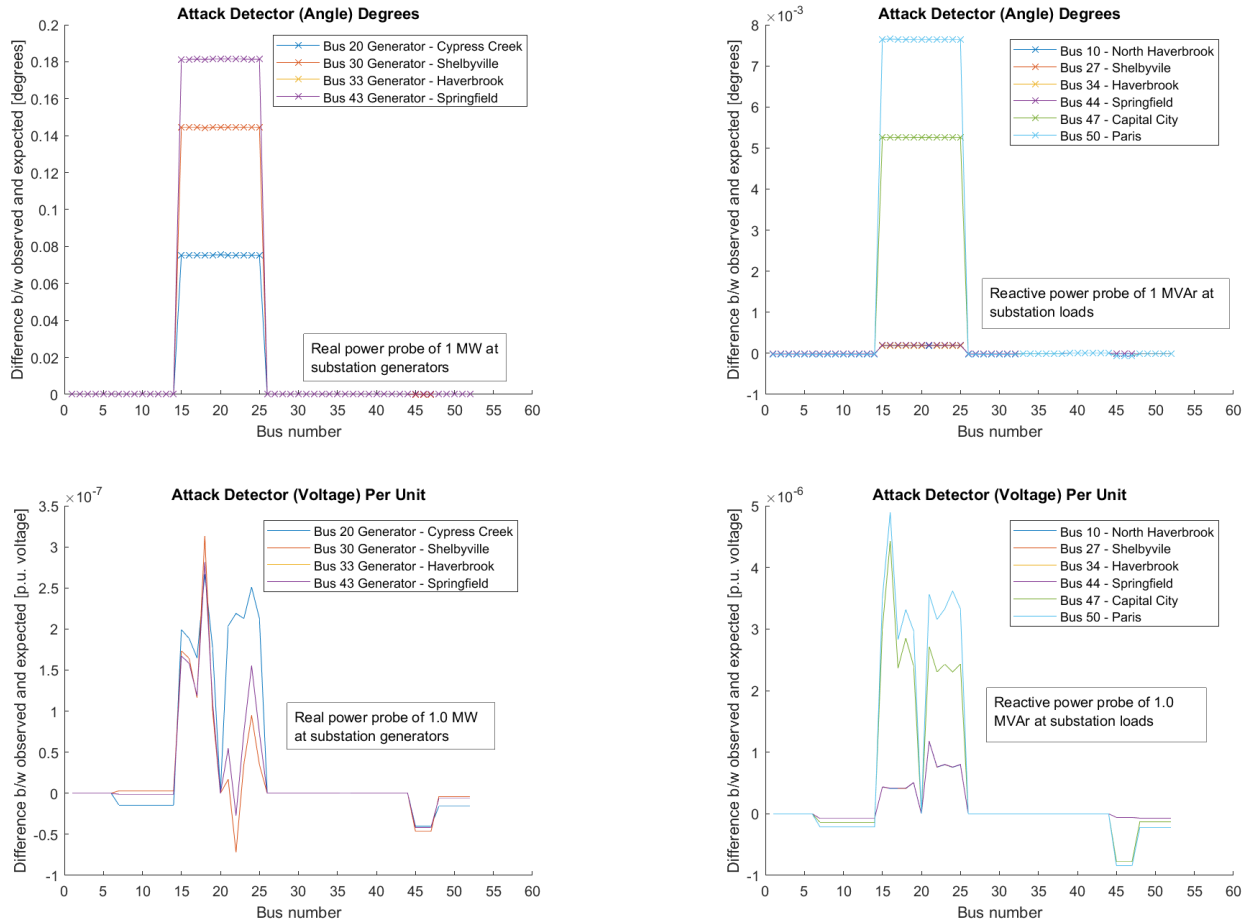 Attack Detector (Angle) Degrees
0.2
0.18
0.16
0.14
0.12
0.1
0.08
0.06
0.04
0.02
0
Difference b/w observed and expected [degrees]
Bus 20 Generator - Cypress Creek
Bus 30 Generator - Shelbyville
Bus 33 Generator - Haverbrook
Bus 43 Generator - Springfield
Real power probe of 1 MW at
substation generators
0 5 10 15 20 25 30 35 40 45 50 55 60
Bus number
Attack Detector (Angle) Degrees
×10⁻³
8
7
6
5
4
3
2
1
0
-1
Difference b/w observed and expected [degrees]
Bus 10 - North Haverbrook
Bus 27 - Shelbyvile
Bus 34 - Haverbrook
Bus 44 - Springfield
Bus 47 - Capital City
Bus 50 - Paris
Reactive power probe of 1 MVAr at
substation loads
0 5 10 15 20 25 30 35 40 45 50 55 60
Bus number
Attack Detector (Voltage) Per Unit
×10⁻⁷
3.5
3
2.5
2
1.5
1
0.5
0
-0.5
-1
Difference b/w observed and expected [p.u. voltage]
Bus 20 Generator - Cypress Creek
Bus 30 Generator - Shelbyville
Bus 33 Generator - Haverbrook
Bus 43 Generator - Springfield
Real power probe of 1.0 MW
at substation generators
0 5 10 15 20 25 30 35 40 45 50 55 60
Bus number
Attack Detector (Voltage) Per Unit
×10⁻⁶
5
4
3
2
1
0
-1
Difference b/w observed and expected [p.u. voltage]
Bus 10 - North Haverbrook
Bus 27 - Shelbyville
Bus 34 - Haverbrook
Bus 44 - Springfield
Bus 47 - Capital City
Bus 50 - Paris
Reactive power probe of 1.0
MVAr at substation loads
0 5 10 15 20 25 30 35 40 45 50 55 60
Bus number